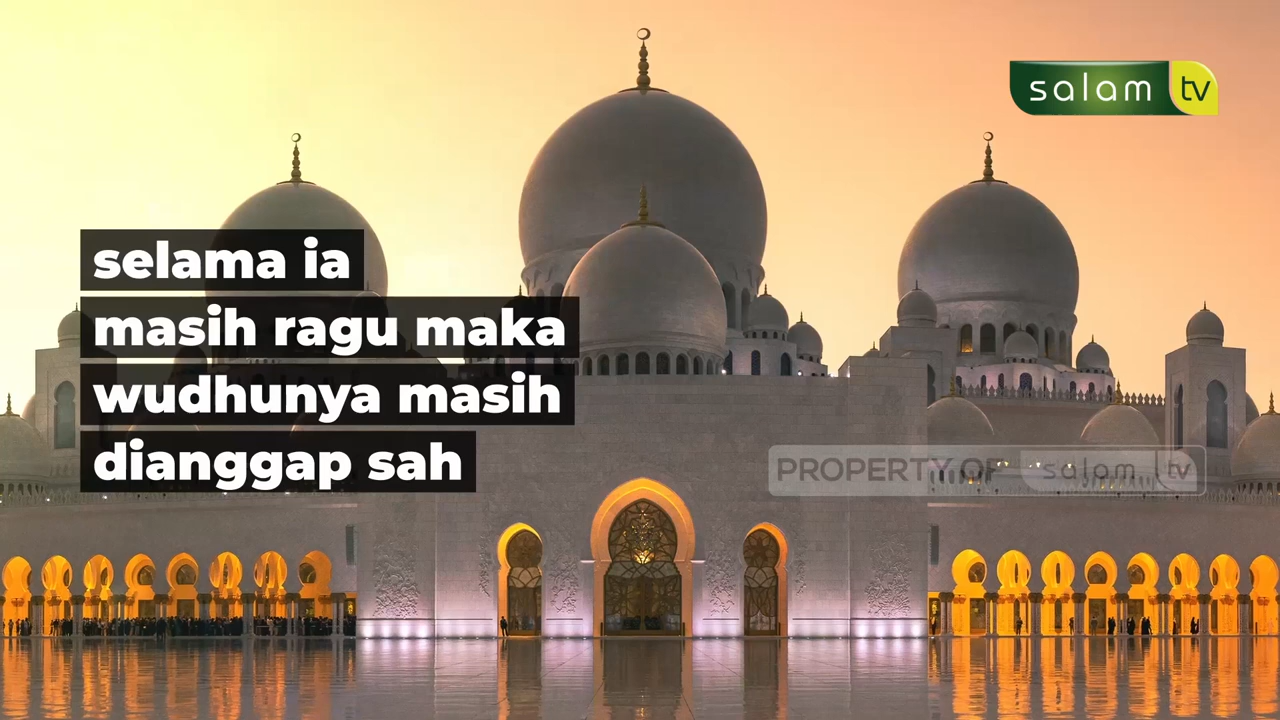 salam tv
selama ia
masih ragu maka
wudhunya masih
dianggap sah
PROPERTY OF salam tv